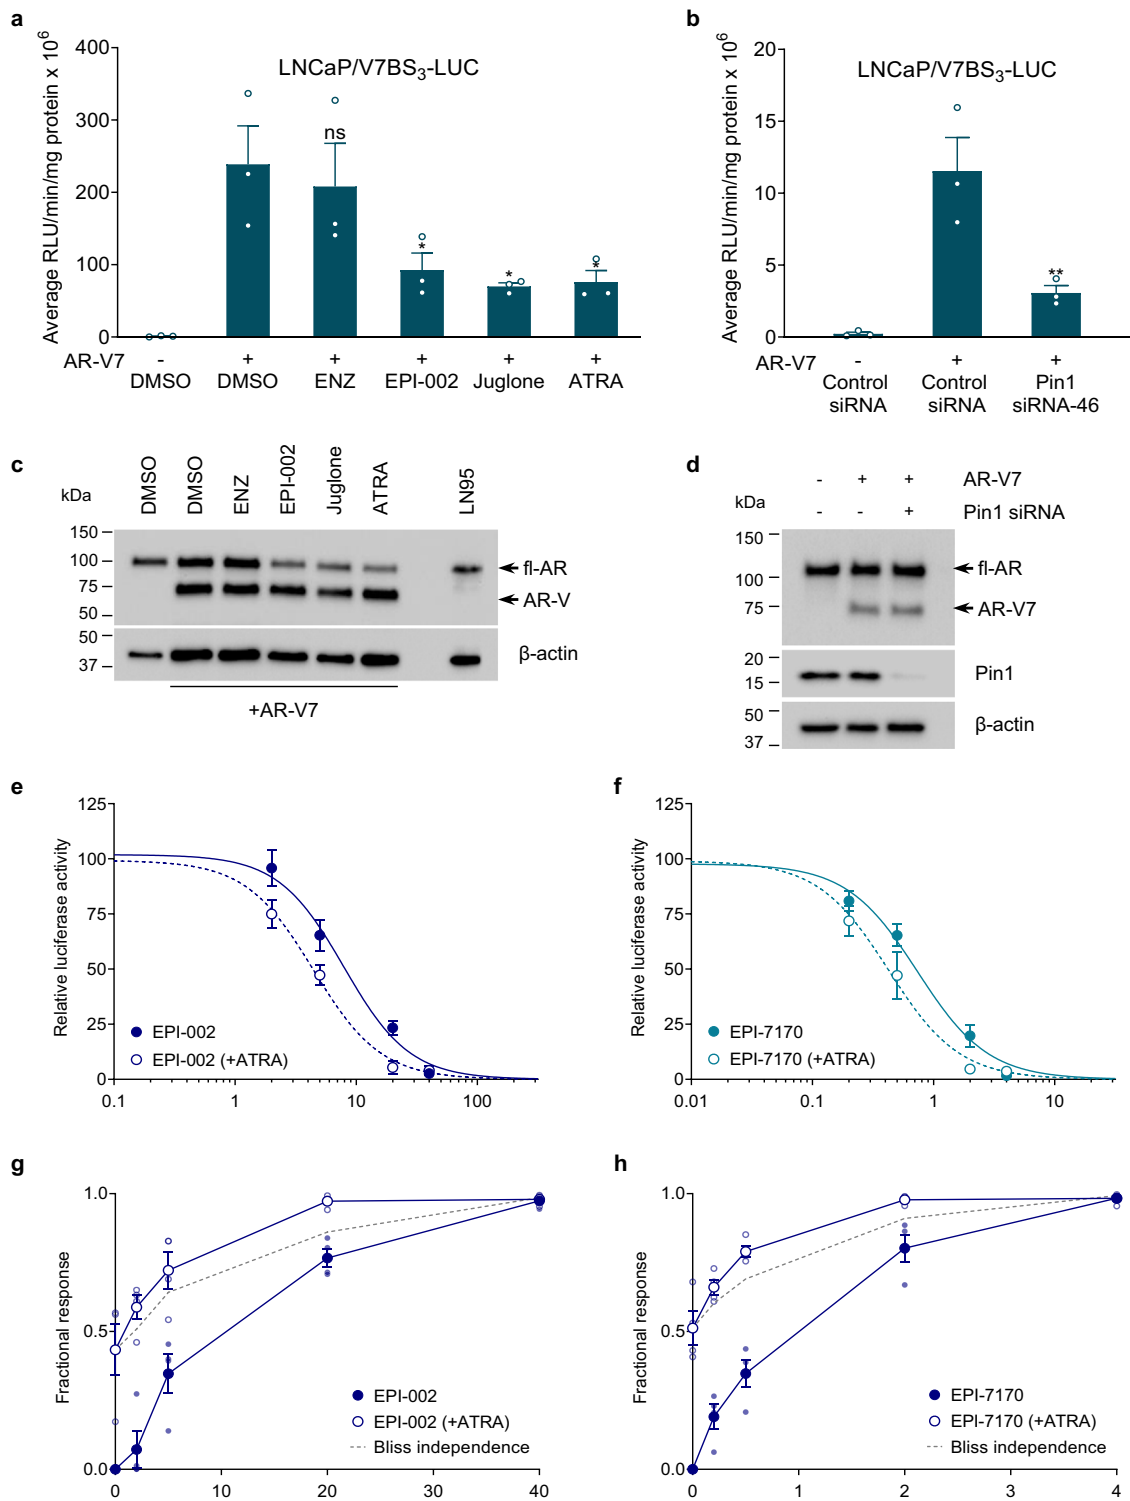 a
Average RLU/min/mg protein x 10⁶
400
300
200
100
0
LNCaP/V7BS₃-LUC
ns
*
*
*
AR-V7 - + + + + +
DMSO DMSO ENZ EPI-002 Juglone ATRA
b
Average RLU/min/mg protein x 10⁶
20
15
10
5
0
LNCaP/V7BS₃-LUC
**
AR-V7 - + +
Control siRNA Control siRNA Pin1 siRNA-46
c
kDa
DMSO DMSO ENZ EPI-002 Juglone ATRA LN95
150
100
75
50
50
37
fl-AR
AR-V
β-actin
+AR-V7
d
- + + AR-V7
- - + Pin1 siRNA
kDa
150
100
75
20
15
50
37
fl-AR
AR-V7
Pin1
β-actin
e
Relative luciferase activity
125
100
75
50
25
0
EPI-002
EPI-002 (+ATRA)
0.1 1 10 100
f
Relative luciferase activity
125
100
75
50
25
0
EPI-7170
EPI-7170 (+ATRA)
0.01 0.1 1 10
g
Fractional response
1.0
0.5
0.0
EPI-002
EPI-002 (+ATRA)
Bliss independence
0 10 20 30 40
h
Fractional response
1.0
0.5
0.0
EPI-7170
EPI-7170 (+ATRA)
Bliss independence
0 1 2 3 4